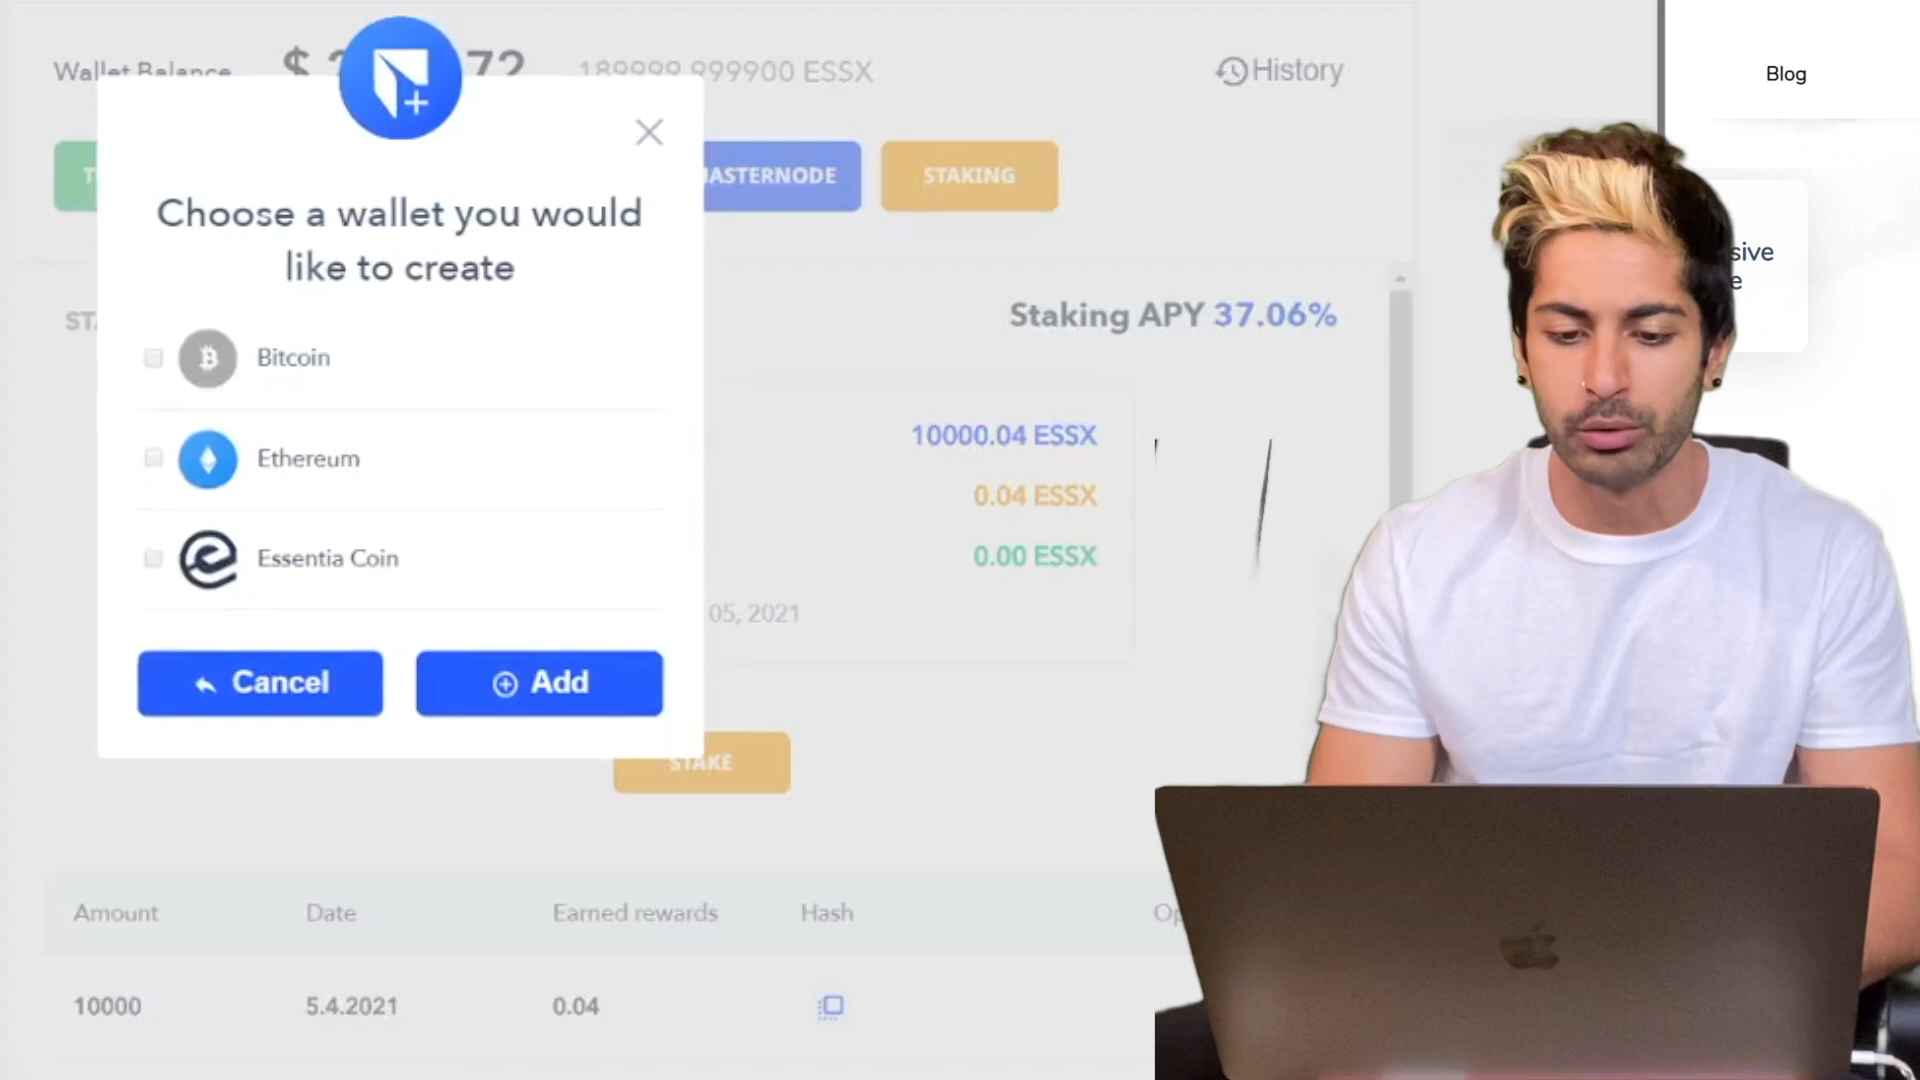 Wallet Balance
72
189999.999900 ESSX
History
Blog
MASTERNODE
STAKING
Choose a wallet you would
like to create
Staking APY 37.06%
Bitcoin
Ethereum
Essentia Coin
10000.04 ESSX
0.04 ESSX
0.00 ESSX
05, 2021
Cancel
Add
STAKE
Amount
Date
Earned rewards
Hash
10000
5.4.2021
0.04